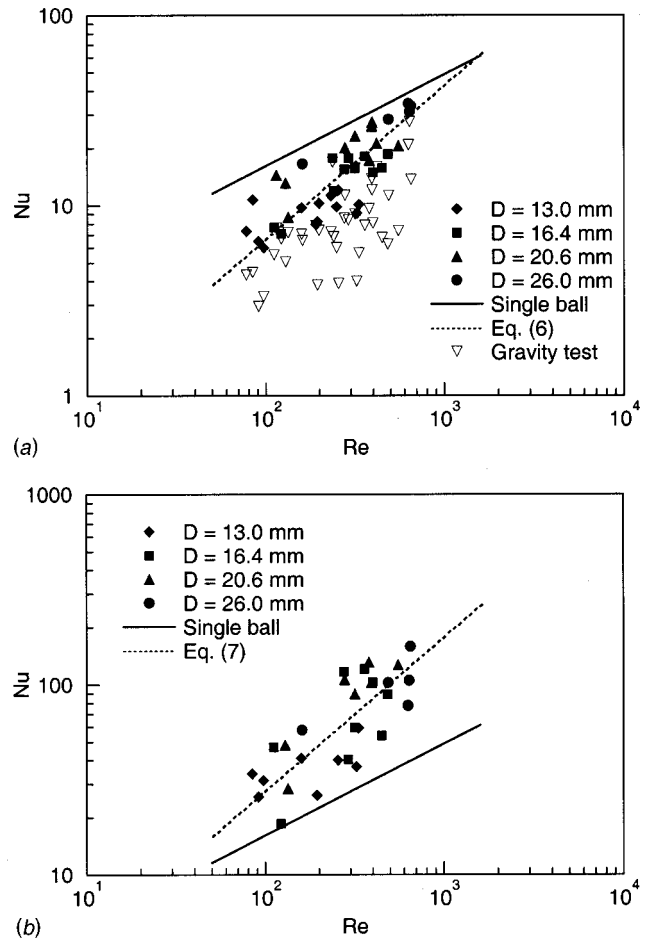 100
10
1
Nu
D = 13.0 mm
D = 16.4 mm
D = 20.6 mm
D = 26.0 mm
Single ball
Eq. (6)
Gravity test
10¹ 10² 10³ 10⁴
(a)
Re
1000
100
10
Nu
D = 13.0 mm
D = 16.4 mm
D = 20.6 mm
D = 26.0 mm
Single ball
Eq. (7)
10¹ 10² 10³ 10⁴
(b)
Re